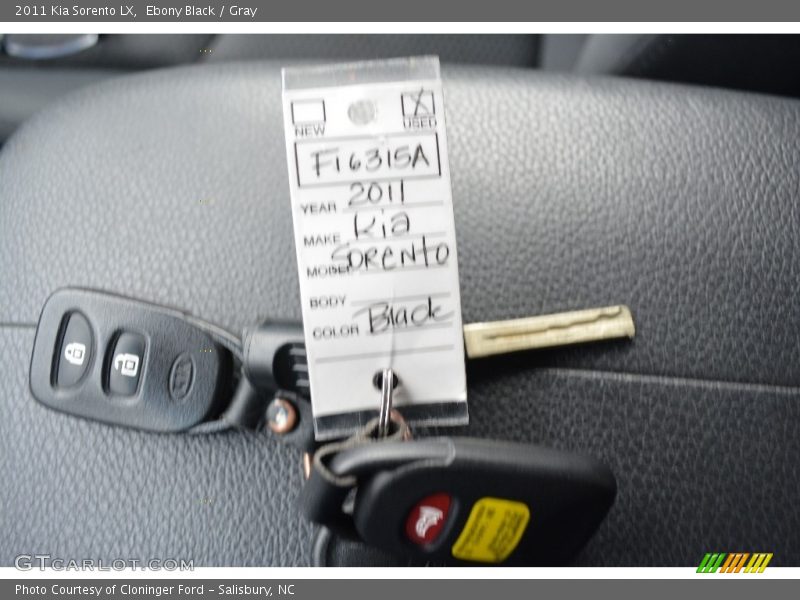 2011 Kia Sorento LX, Ebony Black / Gray
NEW
X
USED
F16315A
YEAR 2011
MAKE Kia
MODEL SORENTO
BODY
COLOR Black
GTCARLOT.COM
Photo Courtesy of Cloninger Ford – Salisbury, NC